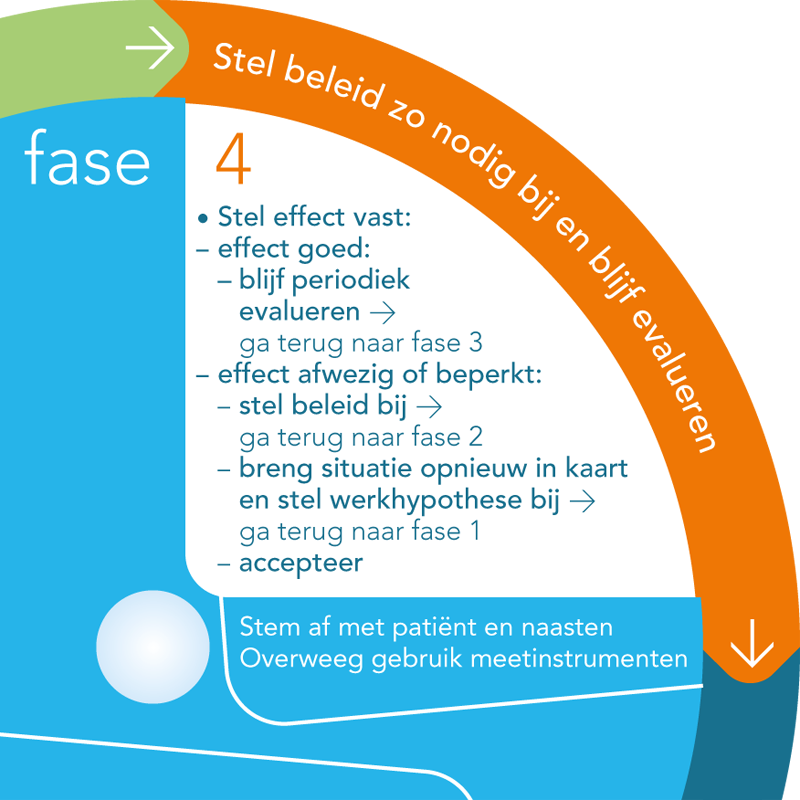 Stel beleid zo nodig bij en blijf evalueren
fase 4
• Stel effect vast:
– effect goed:
– blijf periodiek
evalueren →
ga terug naar fase 3
– effect afwezig of beperkt:
– stel beleid bij →
ga terug naar fase 2
– breng situatie opnieuw in kaart
en stel werkhypothese bij →
ga terug naar fase 1
– accepteer
Stem af met patiënt en naasten
Overweeg gebruik meetinstrumenten